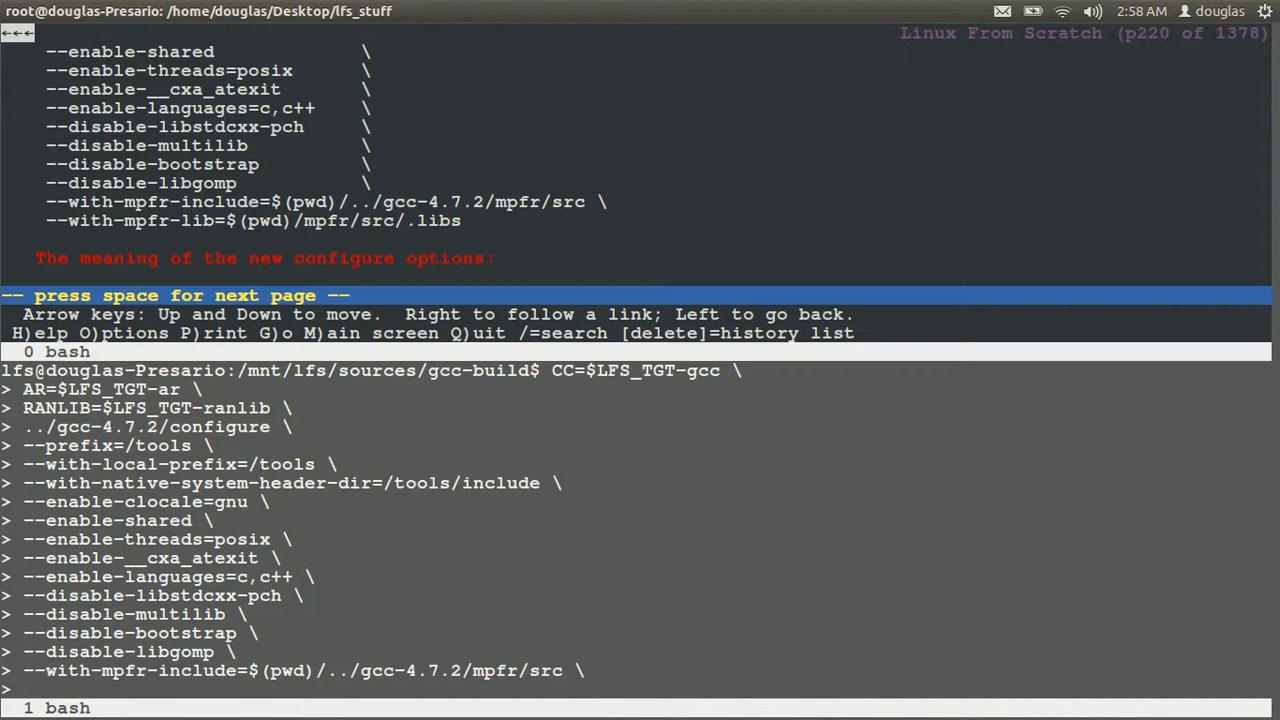 root@douglas-Presario: /home/douglas/Desktop/lfs_stuff 2:58 AM douglas
←←← Linux From Scratch (p220 of 1378)
--enable-shared \
--enable-threads=posix \
--enable-__cxa_atexit \
--enable-languages=c,c++ \
--disable-libstdcxx-pch \
--disable-multilib \
--disable-bootstrap \
--disable-libgomp \
--with-mpfr-include=$(pwd)/../gcc-4.7.2/mpfr/src \
--with-mpfr-lib=$(pwd)/mpfr/src/.libs
The meaning of the new configure options:
-- press space for next page --
Arrow keys: Up and Down to move. Right to follow a link; Left to go back.
H)elp O)ptions P)rint G)o M)ain screen Q)uit /=search [delete]=history list
0 bash
lfs@douglas-Presario:/mnt/lfs/sources/gcc-build$ CC=$LFS_TGT-gcc \
> AR=$LFS_TGT-ar \
> RANLIB=$LFS_TGT-ranlib \
> ../gcc-4.7.2/configure \
> --prefix=/tools \
> --with-local-prefix=/tools \
> --with-native-system-header-dir=/tools/include \
> --enable-clocale=gnu \
> --enable-shared \
> --enable-threads=posix \
> --enable-__cxa_atexit \
> --enable-languages=c,c++ \
> --disable-libstdcxx-pch \
> --disable-multilib \
> --disable-bootstrap \
> --disable-libgomp \
> --with-mpfr-include=$(pwd)/../gcc-4.7.2/mpfr/src \
>
1 bash